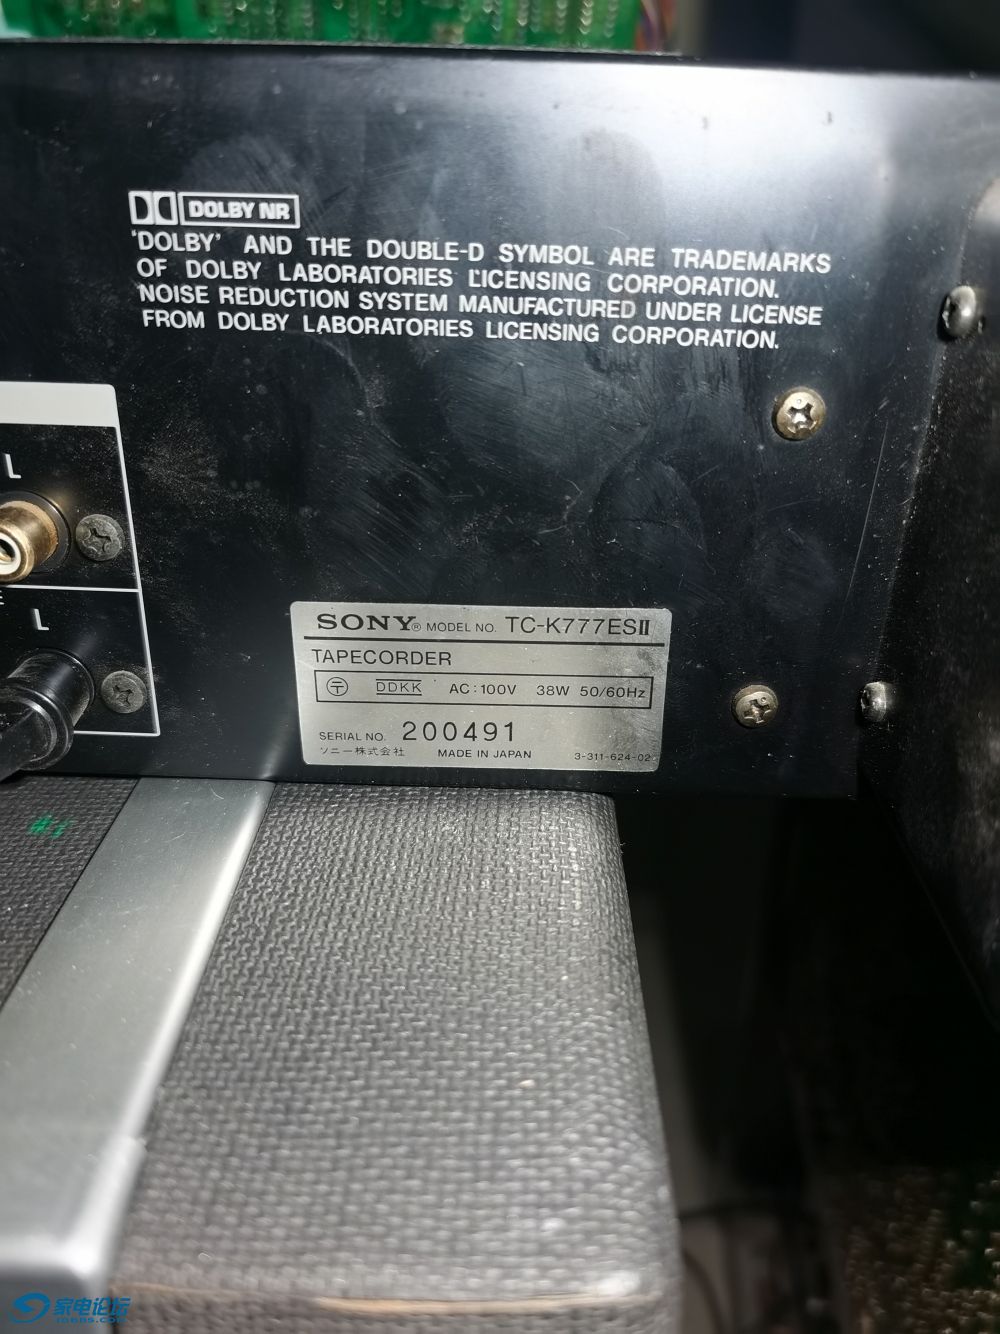 DOLBY NR
'DOLBY' AND THE DOUBLE-D SYMBOL ARE TRADEMARKS
OF DOLBY LABORATORIES LICENSING CORPORATION.
NOISE REDUCTION SYSTEM MANUFACTURED UNDER LICENSE
FROM DOLBY LABORATORIES LICENSING CORPORATION.
L
L
SONY® MODEL NO. TC-K777ESII
TAPECORDER
〒 DDKK AC:100V 38W 50/60Hz
SERIAL NO. 200491
ソニー株式会社 MADE IN JAPAN 3-311-624-02
家电论坛
JDBBS.COM